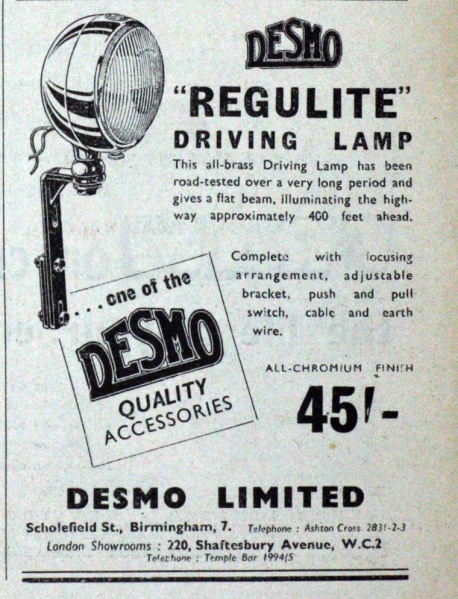 DESMO
"REGULITE"
DRIVING LAMP
This all-brass Driving Lamp has been
road-tested over a very long period and
gives a flat beam, illuminating the high-
way approximately 400 feet ahead.
Complete with focusing
arrangement, adjustable
bracket, push and pull
switch, cable and earth
wire.
...one of the
DESMO
QUALITY
ACCESSORIES
ALL-CHROMIUM FINISH
45/-
DESMO LIMITED
Scholefield St., Birmingham, 7. Telephone : Ashton Cross 2831-2-3
London Showrooms : 220, Shaftesbury Avenue, W.C.2
Telephone : Temple Bar 1994/5